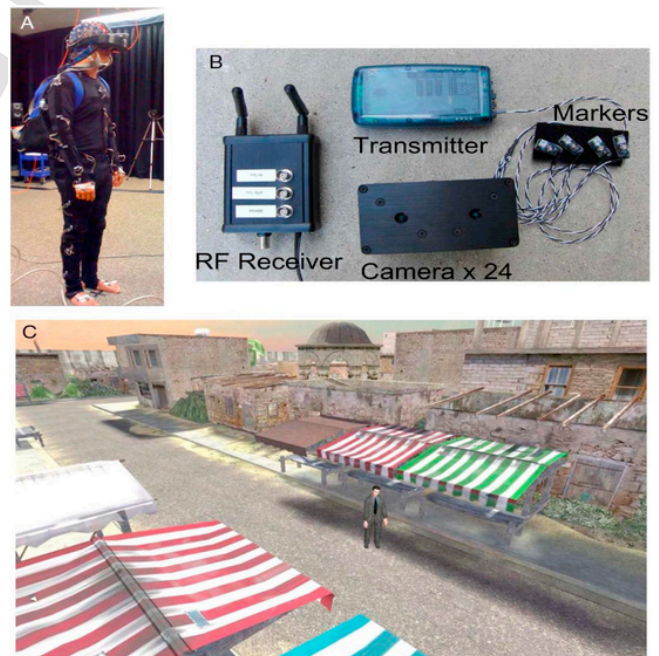 A
B
Markers
Transmitter
RF Receiver
Camera x 24
C